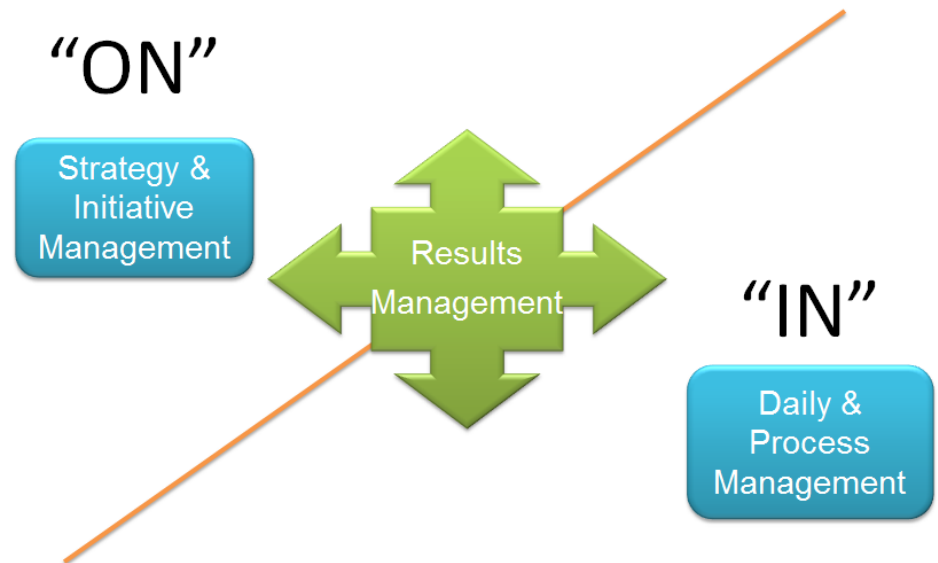 “ON”
Strategy &
Initiative
Management
Results
Management
“IN”
Daily &
Process
Management